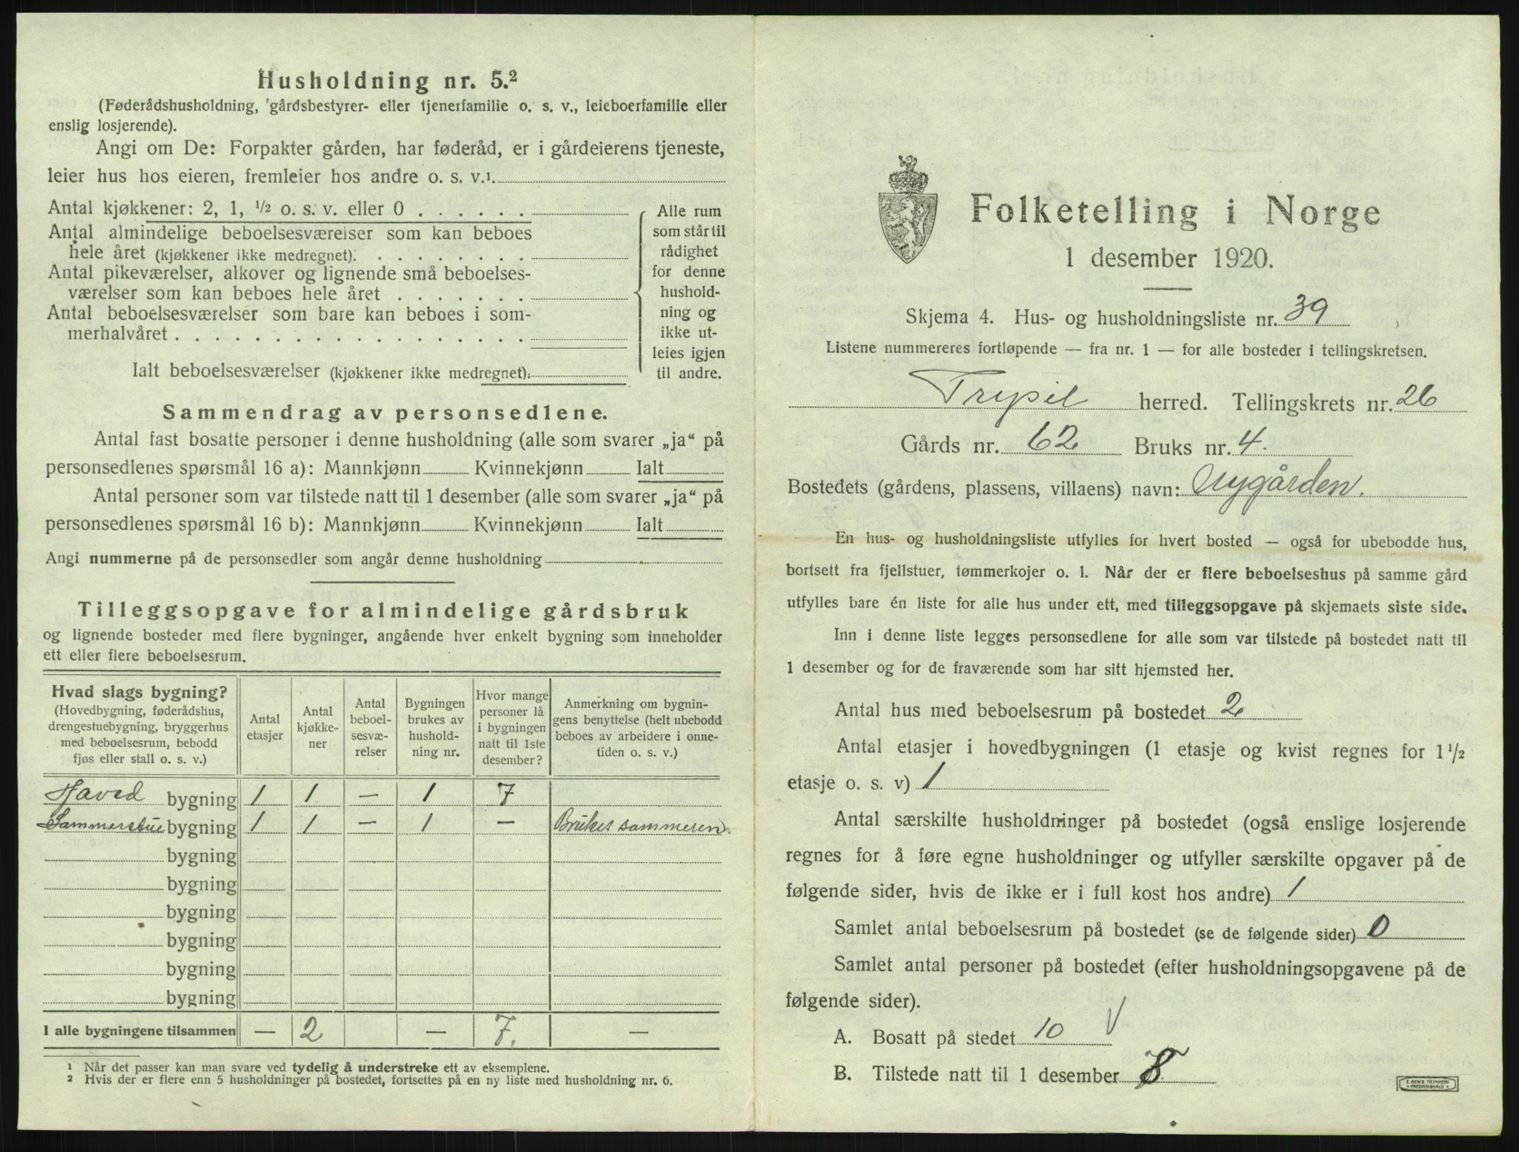 Husholdning nr. 5.²
(Føderådshusholdning, gårdsbestyrer- eller tjenerfamilie o. s. v., leieboerfamilie eller
enslig losjerende).
Angi om De: Forpakter gården, har føderåd, er i gårdeierens tjeneste,
leier hus hos eieren, fremleier hos andre o. s. v.¹
Antal kjøkkener: 2, 1, ½ o. s. v. eller 0 . . . . . .
Antal almindelige beboelsesværelser som kan beboes
hele året (kjøkkener ikke medregnet). . . . . . . . .
Antal pikeværelser, alkover og lignende små beboelses-
værelser som kan beboes hele året . . . . . . .
Antal beboelsesværelser som bare kan beboes i som-
merhalvåret . . . . . . . . . . . . . . . . . .
Ialt beboelsesværelser (kjøkkener ikke medregnet).
Alle rum
som står til
rådighet
for denne
hushold-
ning og
ikke ut-
leies igjen
til andre.
Sammendrag av personsedlene.
Antal fast bosatte personer i denne husholdning (alle som svarer „ja“ på
personsedlenes spørsmål 16 a): Mannkjønn Kvinnekjønn Ialt
Antal personer som var tilstede natt til 1 desember (alle som svarer „ja“ på
personsedlenes spørsmål 16 b): Mannkjønn Kvinnekjønn Ialt
Angi nummerne på de personsedler som angår denne husholdning
Tilleggsopgave for almindelige gårdsbruk
og lignende bosteder med flere bygninger, angående hver enkelt bygning som inneholder
ett eller flere beboelsesrum.
Hvad slags bygning?
(Hovedbygning, føderådshus,
drengestuebygning, bryggerhus
med beboelsesrum, bebodd
fjøs eller stall o. s. v.)
Antal
etasjer
Antal
kjøkke-
ner
Antal
beboel-
sesvæ-
relser
Bygningen
brukes av
hushold-
ning nr.
Hvor mange
personer lå
i bygningen
natt til 1ste
desember?
Anmerkning om bygnin-
gens benyttelse (helt ubebodd
beboes av arbeidere i onne-
tiden o. s. v.)
Hoved bygning 1 1 — 1 7
Sommerstue bygning 1 1 — 1 — Brukes sommeren.
bygning
bygning
bygning
bygning
bygning
bygning
I alle bygningene tilsammen — 2 — 7. —
¹ Når det passer kan man svare ved tydelig å understreke ett av eksemplene.
² Hvis der er flere enn 5 husholdninger på bostedet, fortsettes på en ny liste med husholdning nr. 6.
Folketelling i Norge
1 desember 1920.
Skjema 4. Hus- og husholdningsliste nr. 39
Listene nummereres fortløpende — fra nr. 1 — for alle bosteder i tellingskretsen.
Trysil herred. Tellingskrets nr. 26
Gårds nr. 62 Bruks nr. 4.
Bostedets (gårdens, plassens, villaens) navn: Nygården.
En hus- og husholdningsliste utfylles for hvert bosted — også for ubebodde hus,
bortsett fra fjellstuer, tømmerkojer o. l. Når der er flere beboelseshus på samme gård
utfylles bare én liste for alle hus under ett, med tilleggsopgave på skjemaets siste side.
Inn i denne liste legges personsedlene for alle som var tilstede på bostedet natt til
1 desember og for de fraværende som har sitt hjemsted her.
Antal hus med beboelsesrum på bostedet 2
Antal etasjer i hovedbygningen (1 etasje og kvist regnes for 1 ½
etasje o. s. v) 1
Antal særskilte husholdninger på bostedet (også enslige losjerende
regnes for å føre egne husholdninger og utfyller særskilte opgaver på de
følgende sider, hvis de ikke er i full kost hos andre) 1
Samlet antal beboelsesrum på bostedet (se de følgende sider) 0
Samlet antal personer på bostedet (efter husholdningsopgavene på de
følgende sider).
A. Bosatt på stedet 10 √
B. Tilstede natt til 1 desember 8